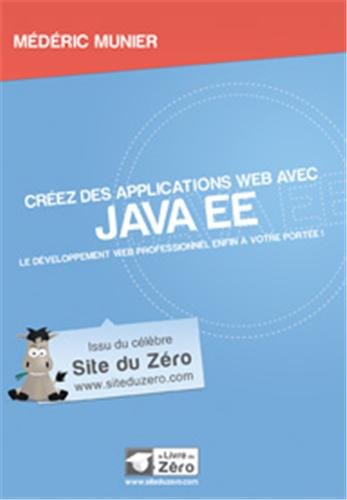 MÉDÉRIC MUNIER
CRÉEZ DES APPLICATIONS WEB AVEC
JAVA EE
LE DÉVELOPPEMENT WEB PROFESSIONNEL ENFIN À VOTRE PORTÉE !
Issu du célèbre
Site du Zéro
www.siteduzero.com
le Livre du
Zéro
www.siteduzero.com